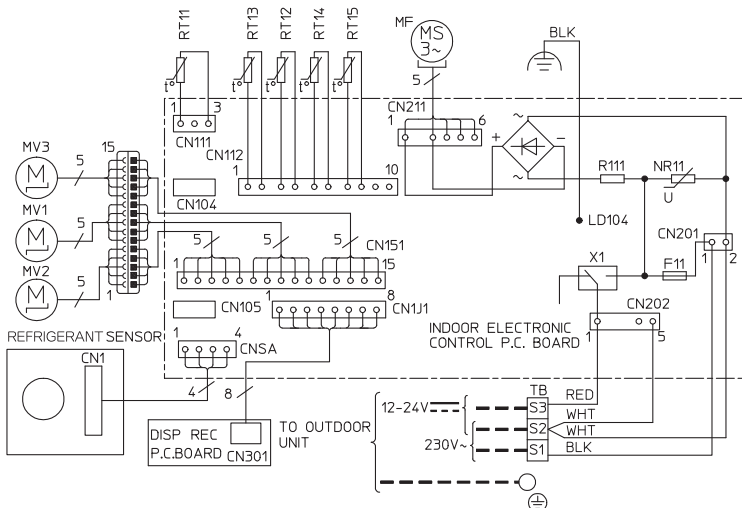 RT11
RT13
RT12
RT14
RT15
MF
MS
3~
BLK
t°
t°
t°
t°
t°
5
1
3
CN111
CN211
1
6
CN112
1
10
+
~
−
~
R111
NR11
U
MV3
M
5
15
CN104
LD104
MV1
M
5
5
5
5
CN151
CN201
1
2
MV2
M
5
1
1
15
X1
F11
CN105
1
8
CN1J1
CN202
1
5
REFRIGERANT SENSOR
CN1
1
4
CNSA
INDOOR ELECTRONIC
CONTROL P.C. BOARD
4
8
DISP REC
P.C.BOARD
CN301
TO OUTDOOR
UNIT
12-24V
230V~
TB
S3
RED
S2
WHT
WHT
S1
BLK